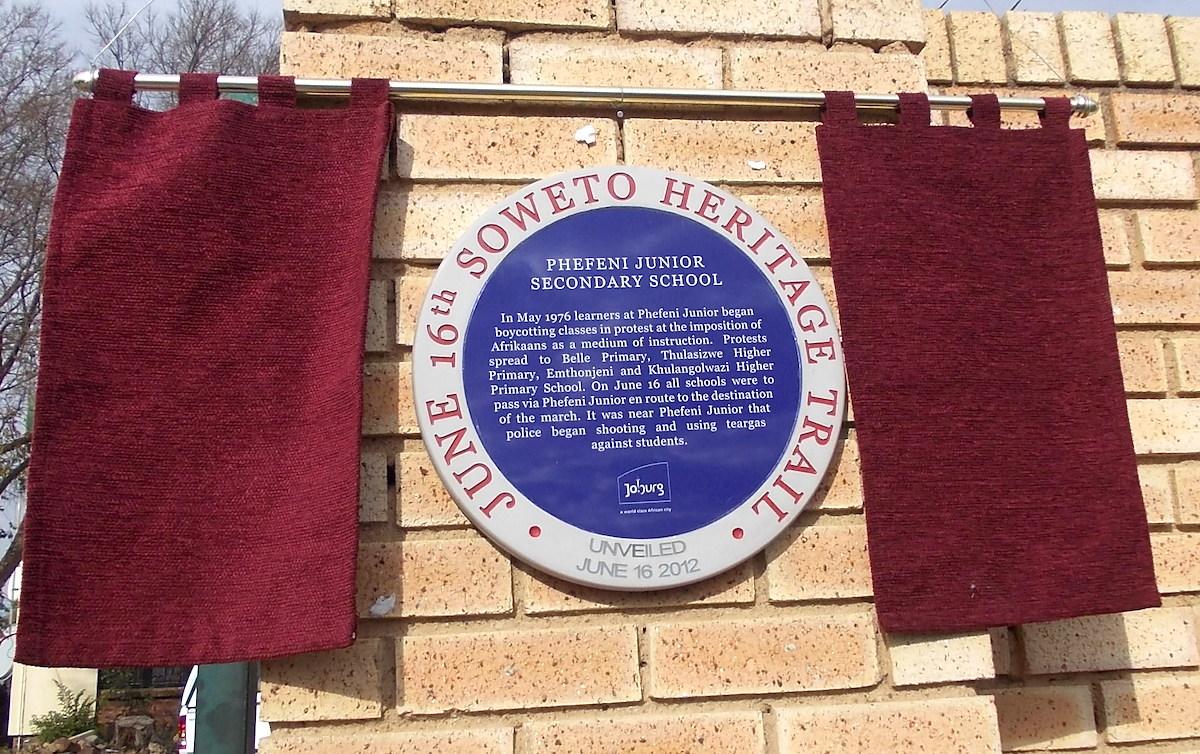 JUNE 16th SOWETO HERITAGE TRAIL
PHEFENI JUNIOR
SECONDARY SCHOOL
In May 1976 learners at Phefeni Junior began
boycotting classes in protest at the imposition of
Afrikaans as a medium of instruction. Protests
spread to Belle Primary, Thulasizwe Higher
Primary, Emthonjeni and Khulangolwazi Higher
Primary School. On June 16 all schools were to
pass via Phefeni Junior en route to the destination
of the march. It was near Phefeni Junior that
police began shooting and using teargas
against students.
Joburg
a world class African city
UNVEILED
JUNE 16 2012